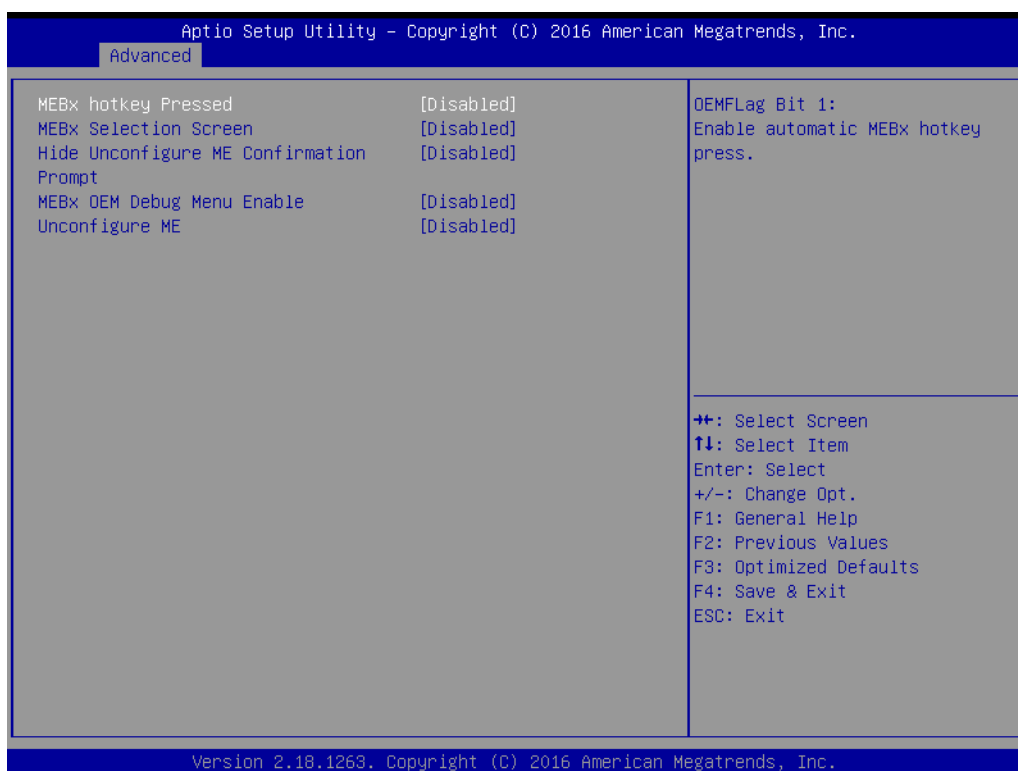 Aptio Setup Utility – Copyright (C) 2016 American Megatrends, Inc.
Advanced
MEBx hotkey Pressed [Disabled]
MEBx Selection Screen [Disabled]
Hide Unconfigure ME Confirmation [Disabled]
Prompt
MEBx OEM Debug Menu Enable [Disabled]
Unconfigure ME [Disabled]
OEMFLag Bit 1:
Enable automatic MEBx hotkey
press.
→←: Select Screen
↑↓: Select Item
Enter: Select
+/-: Change Opt.
F1: General Help
F2: Previous Values
F3: Optimized Defaults
F4: Save & Exit
ESC: Exit
Version 2.18.1263. Copyright (C) 2016 American Megatrends, Inc.